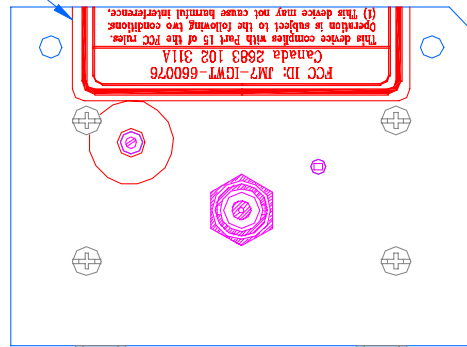 FCC ID: JM7-IGWT-660076
Canada 2683 102 311A
This device complies with Part 15 of the FCC rules.
Operation is subject to the following two conditions:
(1) This device may not cause harmful interference,